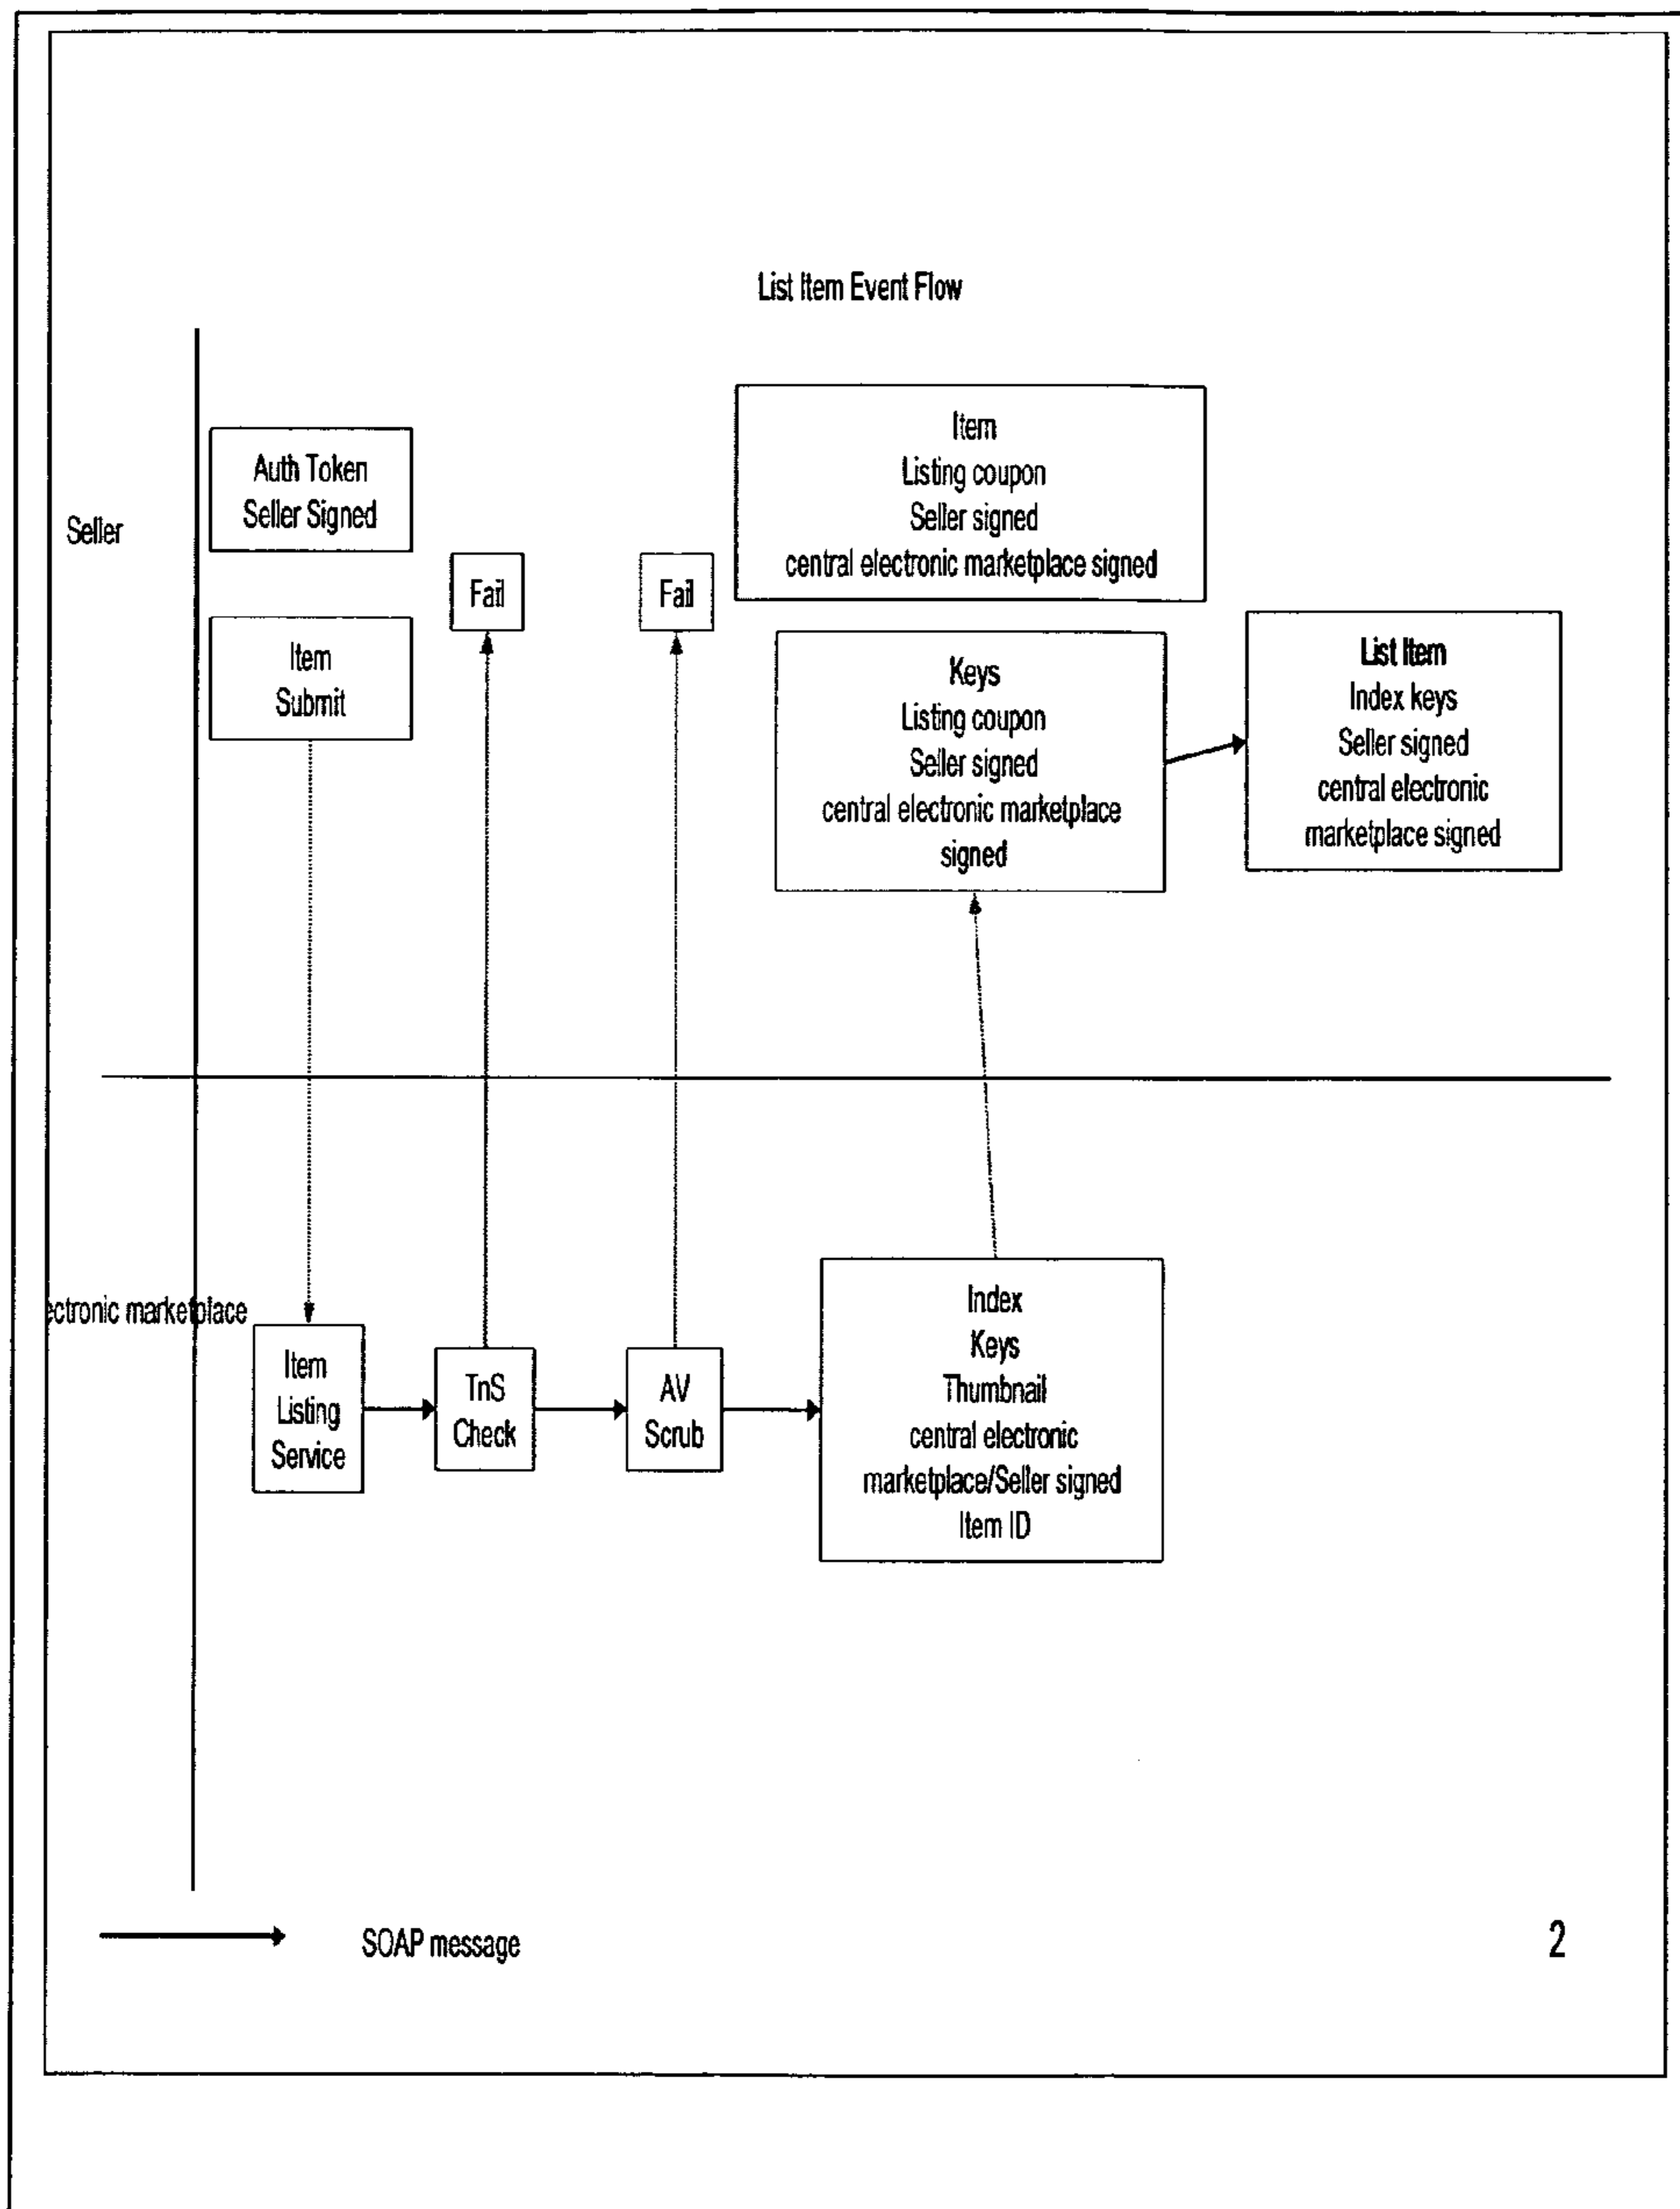 List Item Event Flow
Seller
Auth Token
Seller Signed
Item
Submit
Fail
Fail
Item
Listing coupon
Seller signed
central electronic marketplace signed
Keys
Listing coupon
Seller signed
central electronic marketplace
signed
List Item
Index keys
Seller signed
central electronic
marketplace signed
ectronic marketplace
Item
Listing
Service
TnS
Check
AV
Scrub
Index
Keys
Thumbnail
central electronic
marketplace/Seller signed
Item ID
SOAP message
2